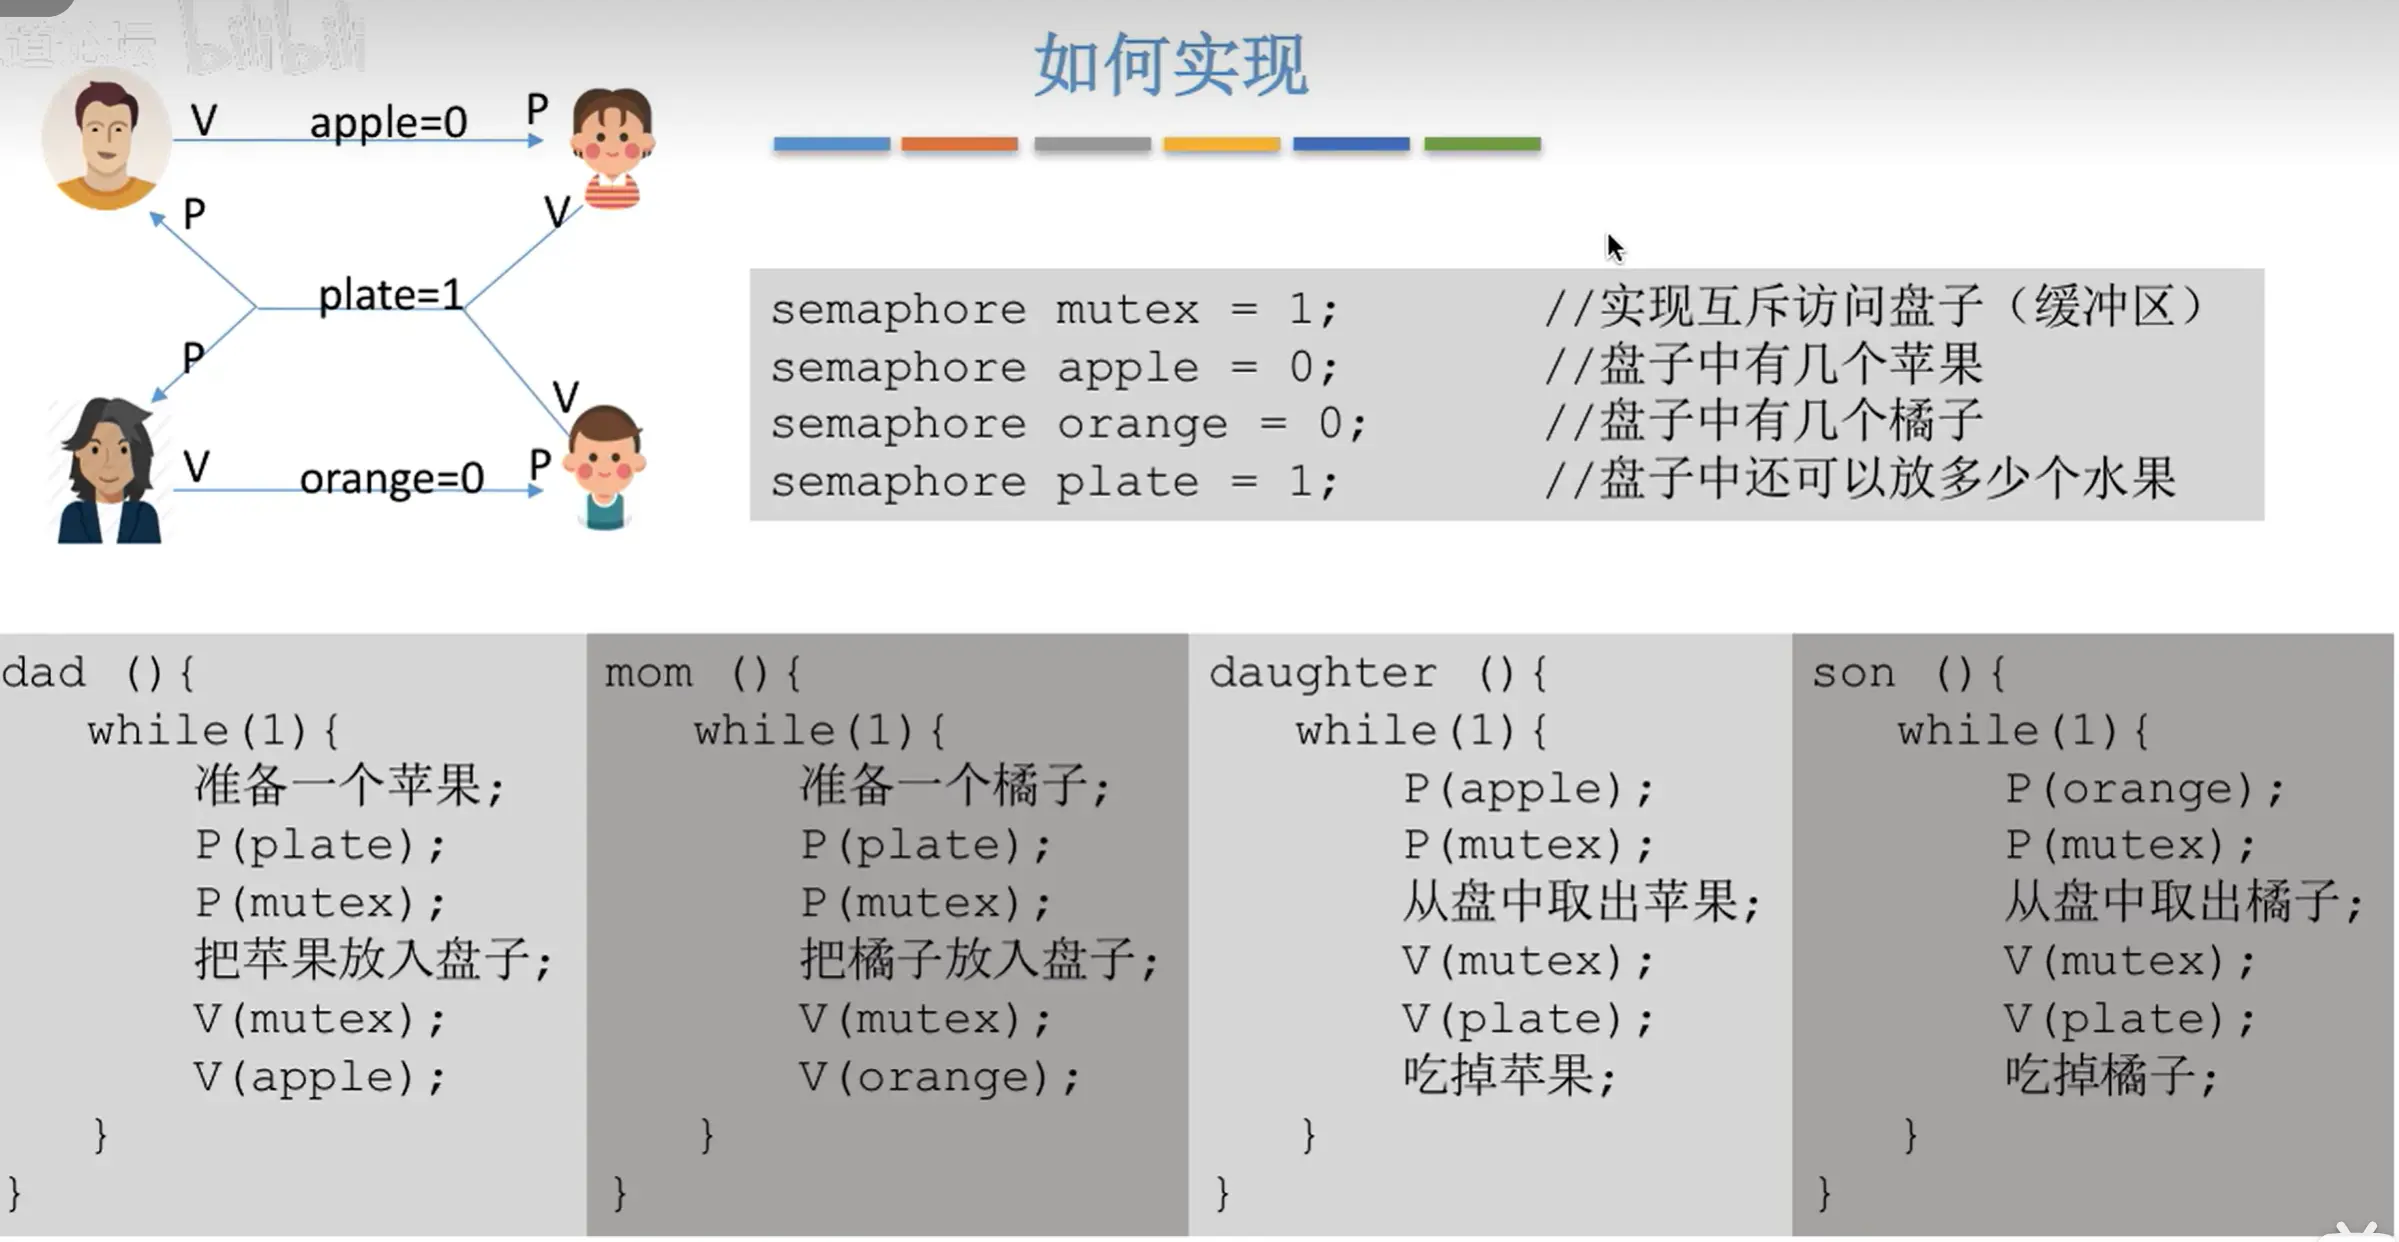 道论坛 bilibili
如何实现
V apple=0 P
P V
plate=1
P V
V orange=0 P
semaphore mutex = 1; //实现互斥访问盘子（缓冲区）
semaphore apple = 0; //盘子中有几个苹果
semaphore orange = 0; //盘子中有几个橘子
semaphore plate = 1; //盘子中还可以放多少个水果
dad (){
while(1){
准备一个苹果;
P(plate);
P(mutex);
把苹果放入盘子;
V(mutex);
V(apple);
}
}
mom (){
while(1){
准备一个橘子;
P(plate);
P(mutex);
把橘子放入盘子;
V(mutex);
V(orange);
}
}
daughter (){
while(1){
P(apple);
P(mutex);
从盘中取出苹果;
V(mutex);
V(plate);
吃掉苹果;
}
}
son (){
while(1){
P(orange);
P(mutex);
从盘中取出橘子;
V(mutex);
V(plate);
吃掉橘子;
}
}